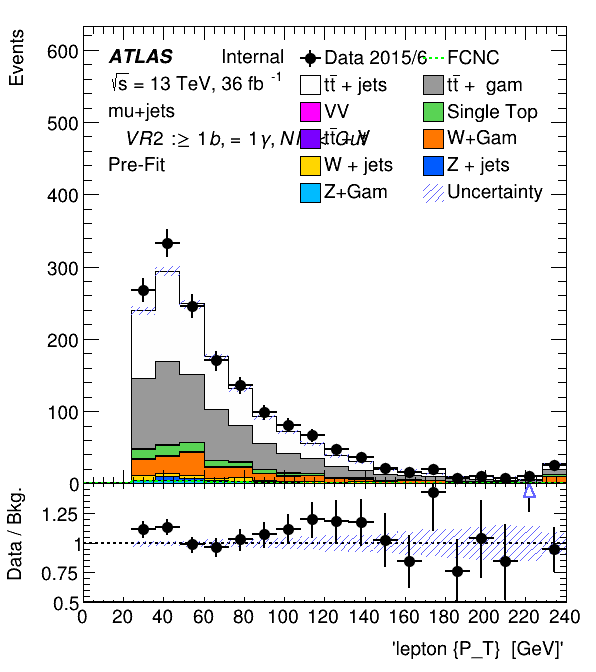 Events
ATLAS Internal
√s = 13 TeV, 36 fb⁻¹
mu+jets
VR2 :≥ 1b, = 1γ,
Pre-Fit
Data 2015/6 FCNC
tt̄ + jets tt̄ + gam
VV Single Top
W+Gam
W + jets Z + jets
Z+Gam Uncertainty
600
500
400
300
200
100
0
Data / Bkg.
1.25
1
0.75
0.5
0 20 40 60 80 100 120 140 160 180 200 220 240
'lepton {P_T} [GeV]'